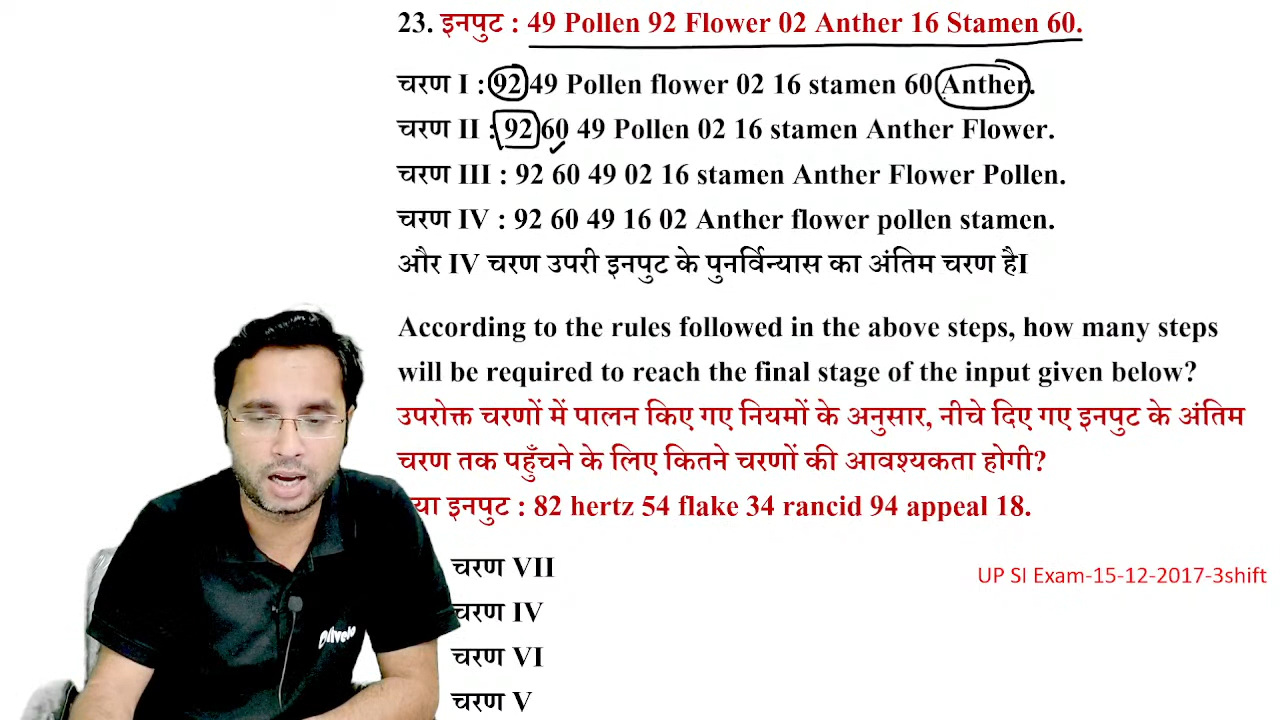 23. इनपुट : 49 Pollen 92 Flower 02 Anther 16 Stamen 60.
चरण I : 92 49 Pollen flower 02 16 stamen 60 Anther.
चरण II : 92 60 49 Pollen 02 16 stamen Anther Flower.
चरण III : 92 60 49 02 16 stamen Anther Flower Pollen.
चरण IV : 92 60 49 16 02 Anther flower pollen stamen.
और IV चरण उपरी इनपुट के पुनर्विन्यास का अंतिम चरण हैI
According to the rules followed in the above steps, how many steps
will be required to reach the final stage of the input given below?
उपरोक्त चरणों में पालन किए गए नियमों के अनुसार, नीचे दिए गए इनपुट के अंतिम
चरण तक पहुँचने के लिए कितने चरणों की आवश्यकता होगी?
या इनपुट : 82 hertz 54 flake 34 rancid 94 appeal 18.
चरण VII
चरण IV
चरण VI
चरण V
UP SI Exam-15-12-2017-3shift